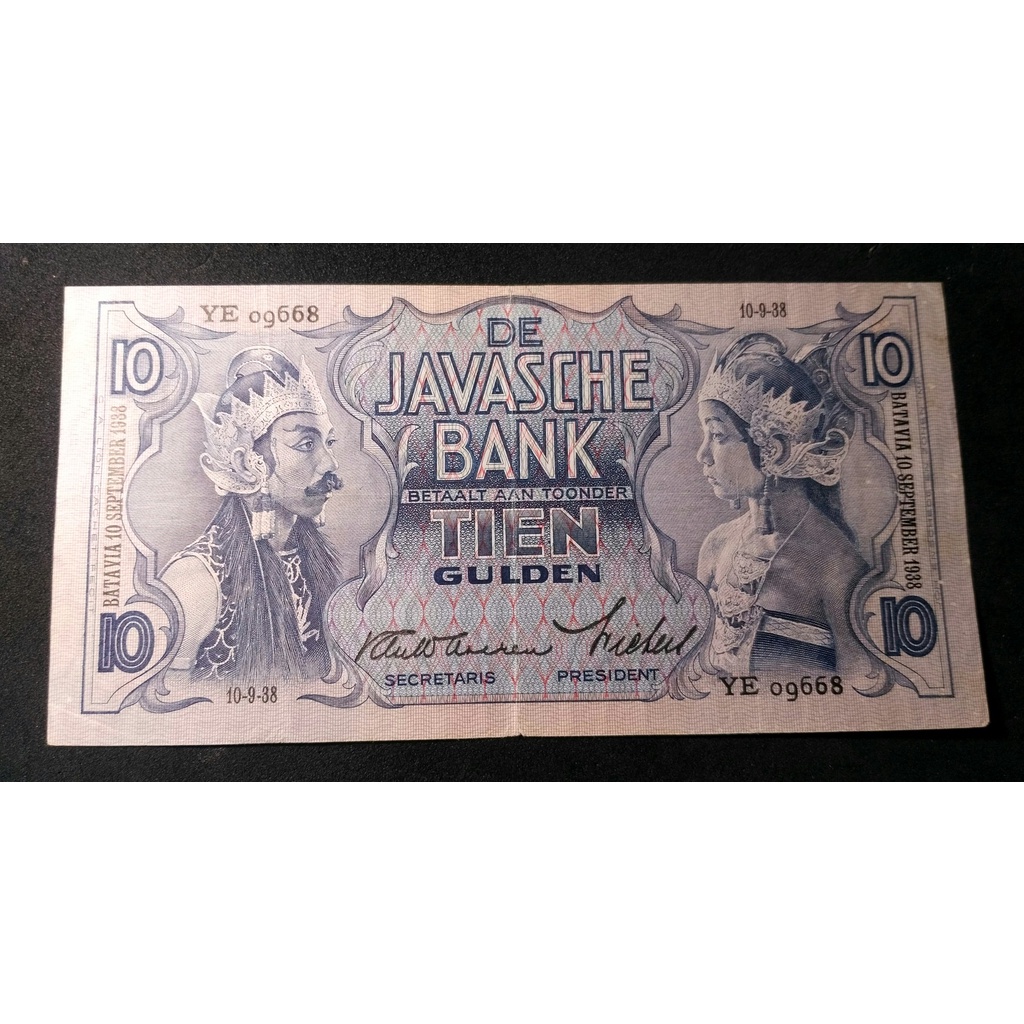 YE 09668
10-9-38
10
10
DE
JAVASCHE
BANK
BETAALT AAN TOONDER
TIEN
GULDEN
BATAVIA 10 SEPTEMBER 1938
BATAVIA 10 SEPTEMBER 1938
10
10
SECRETARIS
PRESIDENT
10-9-38
YE 09668